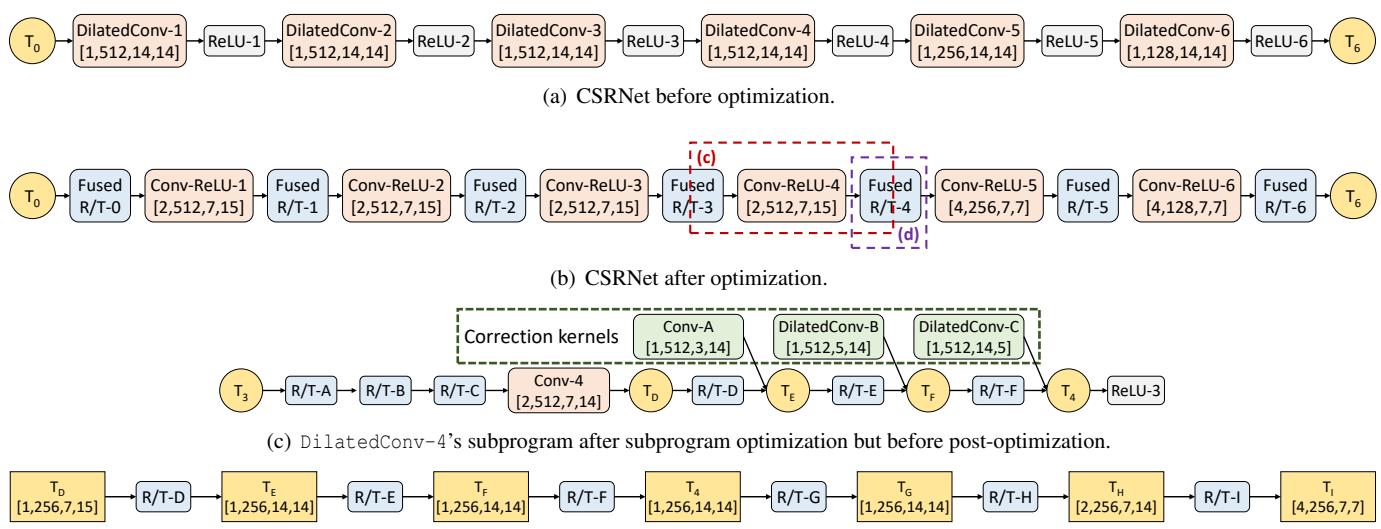 T0 DilatedConv-1 [1,512,14,14] ReLU-1 DilatedConv-2 [1,512,14,14] ReLU-2 DilatedConv-3 [1,512,14,14] ReLU-3 DilatedConv-4 [1,512,14,14] ReLU-4 DilatedConv-5 [1,256,14,14] ReLU-5 DilatedConv-6 [1,128,14,14] ReLU-6 T6
(a) CSRNet before optimization.
(c)
T0 Fused R/T-0 Conv-ReLU-1 [2,512,7,15] Fused R/T-1 Conv-ReLU-2 [2,512,7,15] Fused R/T-2 Conv-ReLU-3 [2,512,7,15] Fused R/T-3 Conv-ReLU-4 [2,512,7,15] Fused R/T-4 Conv-ReLU-5 [4,256,7,7] Fused R/T-5 Conv-ReLU-6 [4,128,7,7] Fused R/T-6 T6
(d)
(b) CSRNet after optimization.
Correction kernels Conv-A [1,512,3,14] DilatedConv-B [1,512,5,14] DilatedConv-C [1,512,14,5]
T3 R/T-A R/T-B R/T-C Conv-4 [2,512,7,14] TD R/T-D TE R/T-E TF R/T-F T4 ReLU-3
(c) DilatedConv-4's subprogram after subprogram optimization but before post-optimization.
TD [1,256,7,15] R/T-D TE [1,256,14,14] R/T-E TF [1,256,14,14] R/T-F T4 [1,256,14,14] R/T-G TG [1,256,14,14] R/T-H TH [2,256,7,14] R/T-I TI [4,256,7,7]